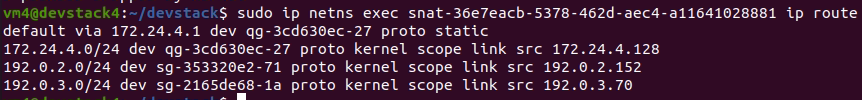 vm4@devstack4:~/devstack$ sudo ip netns exec snat-36e7eacb-5378-462d-aec4-a11641028881 ip route
default via 172.24.4.1 dev qg-3cd630ec-27 proto static
172.24.4.0/24 dev qg-3cd630ec-27 proto kernel scope link src 172.24.4.128
192.0.2.0/24 dev sg-353320e2-71 proto kernel scope link src 192.0.2.152
192.0.3.0/24 dev sg-2165de68-1a proto kernel scope link src 192.0.3.70